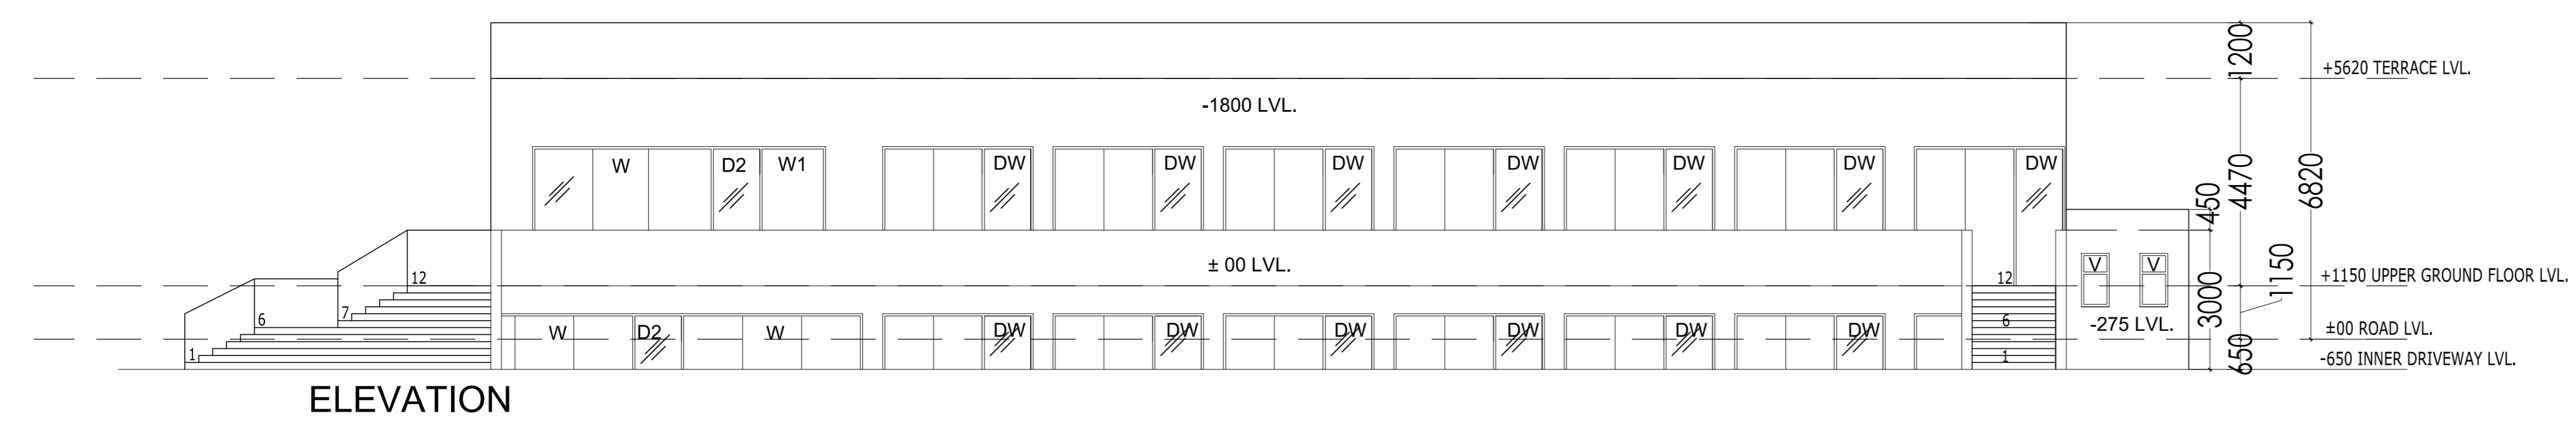 1200
+5620 TERRACE LVL.
-1800 LVL.
W D2 W1 DW DW DW DW DW DW DW
450
4470
6820
± 00 LVL.
12
12
V V
1150
+1150 UPPER GROUND FLOOR LVL.
3000
6
7
W D2 W DW DW DW DW DW DW
6
-275 LVL.
±00 ROAD LVL.
1
1
650
-650 INNER DRIVEWAY LVL.
ELEVATION